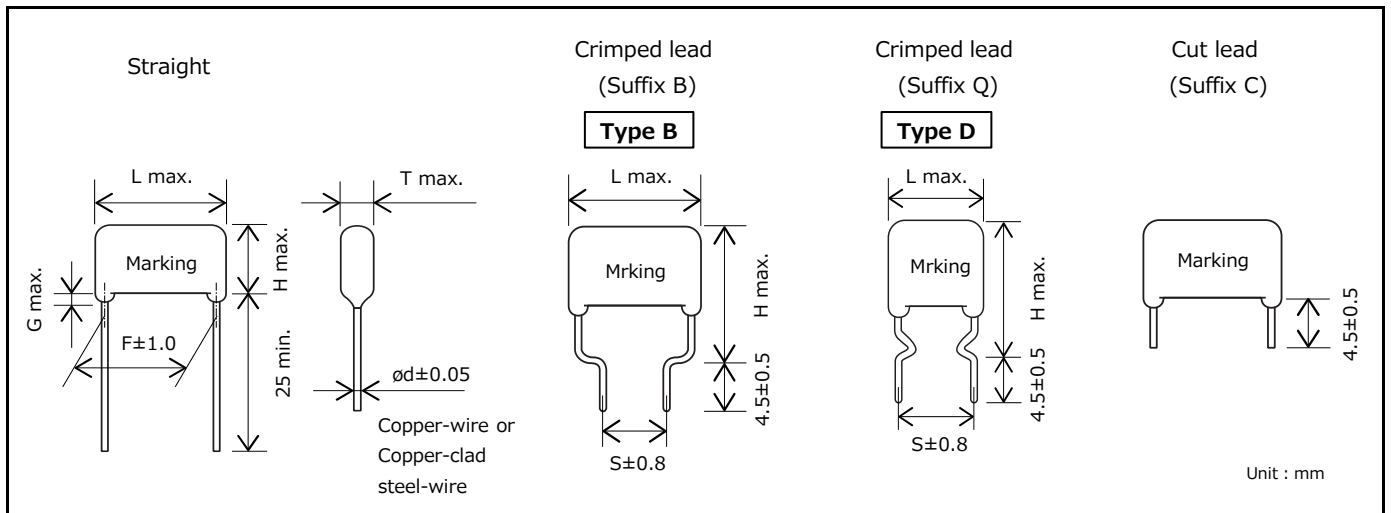 Straight
L max.
T max.
H max.
Marking
G max.
F±1.0
25 min.
ød±0.05
Copper-wire or
Copper-clad
steel-wire
Crimped lead
(Suffix B)
Type B
L max.
Mrking
H max.
4.5±0.5
S±0.8
Crimped lead
(Suffix Q)
Type D
L max.
Mrking
H max.
4.5±0.5
S±0.8
Cut lead
(Suffix C)
Marking
4.5±0.5
Unit : mm